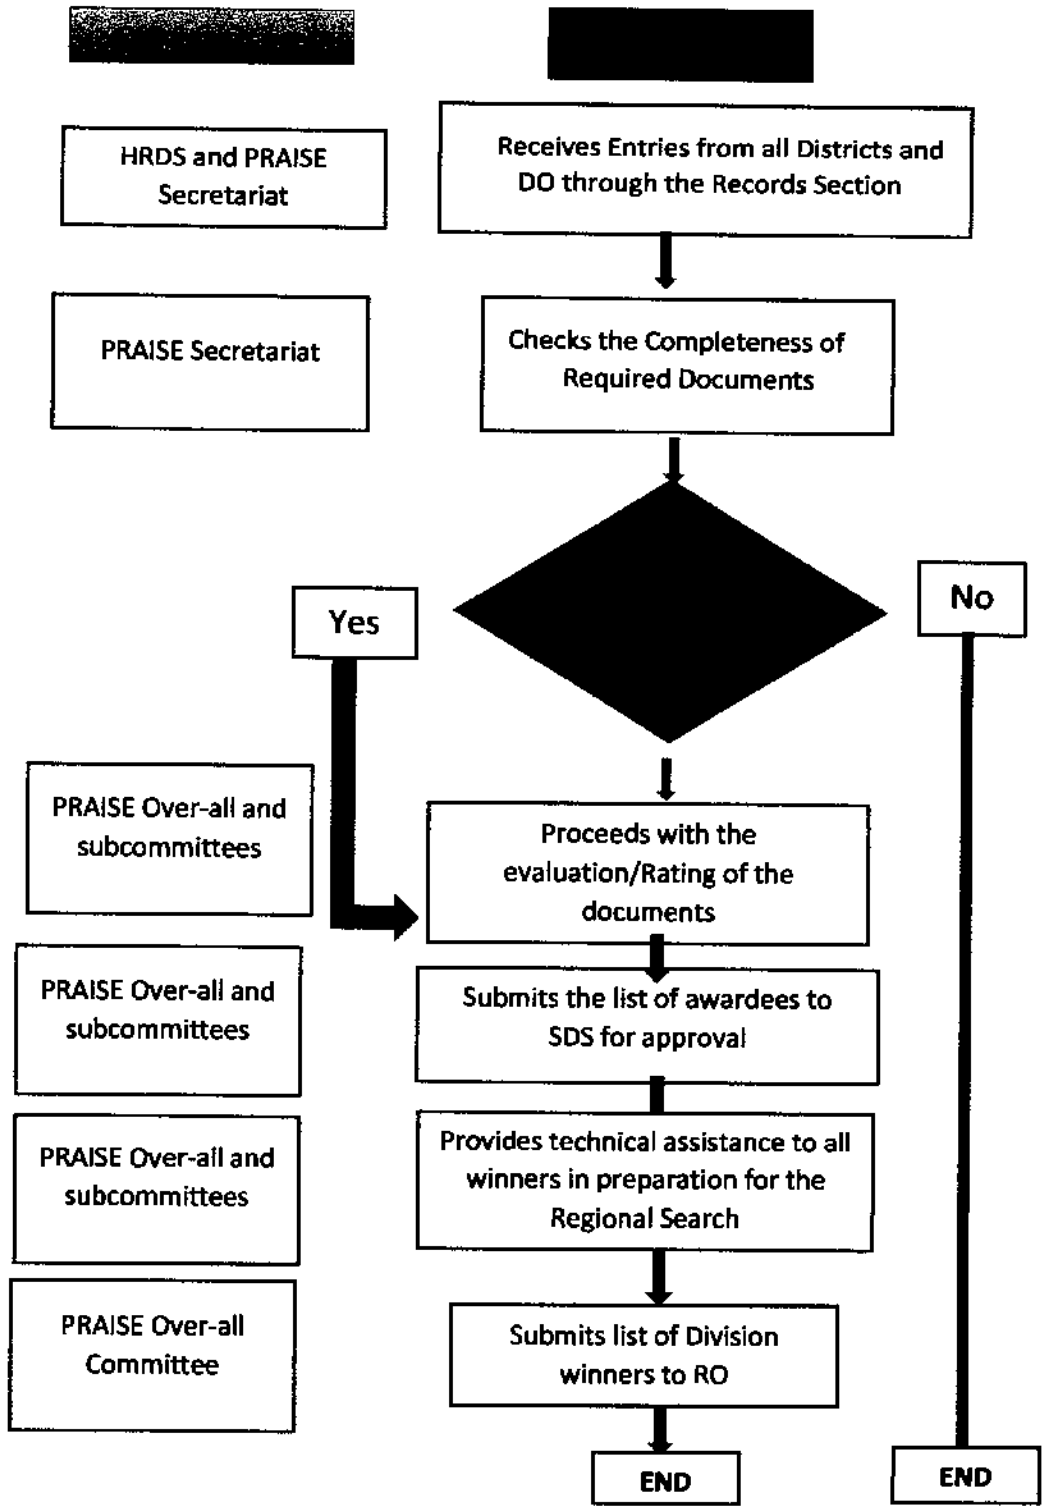 HRDS and PRAISE
Secretariat
Receives Entries from all Districts and
DO through the Records Section
PRAISE Secretariat
Checks the Completeness of
Required Documents
Yes
No
PRAISE Over-all and
subcommittees
Proceeds with the
evaluation/Rating of the
documents
PRAISE Over-all and
subcommittees
Submits the list of awardees to
SDS for approval
PRAISE Over-all and
subcommittees
Provides technical assistance to all
winners in preparation for the
Regional Search
PRAISE Over-all
Committee
Submits list of Division
winners to RO
END
END